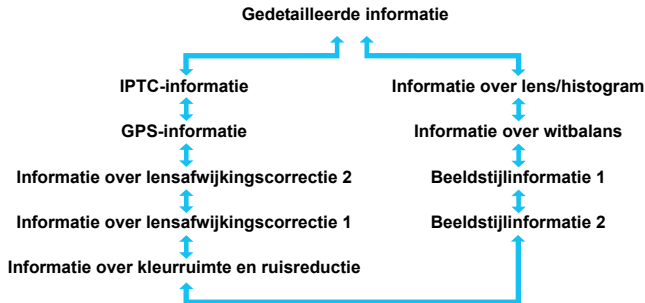 Gedetailleerde informatie
IPTC-informatie
Informatie over lens/histogram
GPS-informatie
Informatie over witbalans
Informatie over lensafwijkingscorrectie 2
Beeldstijlinformatie 1
Informatie over lensafwijkingscorrectie 1
Beeldstijlinformatie 2
Informatie over kleurruimte en ruisreductie